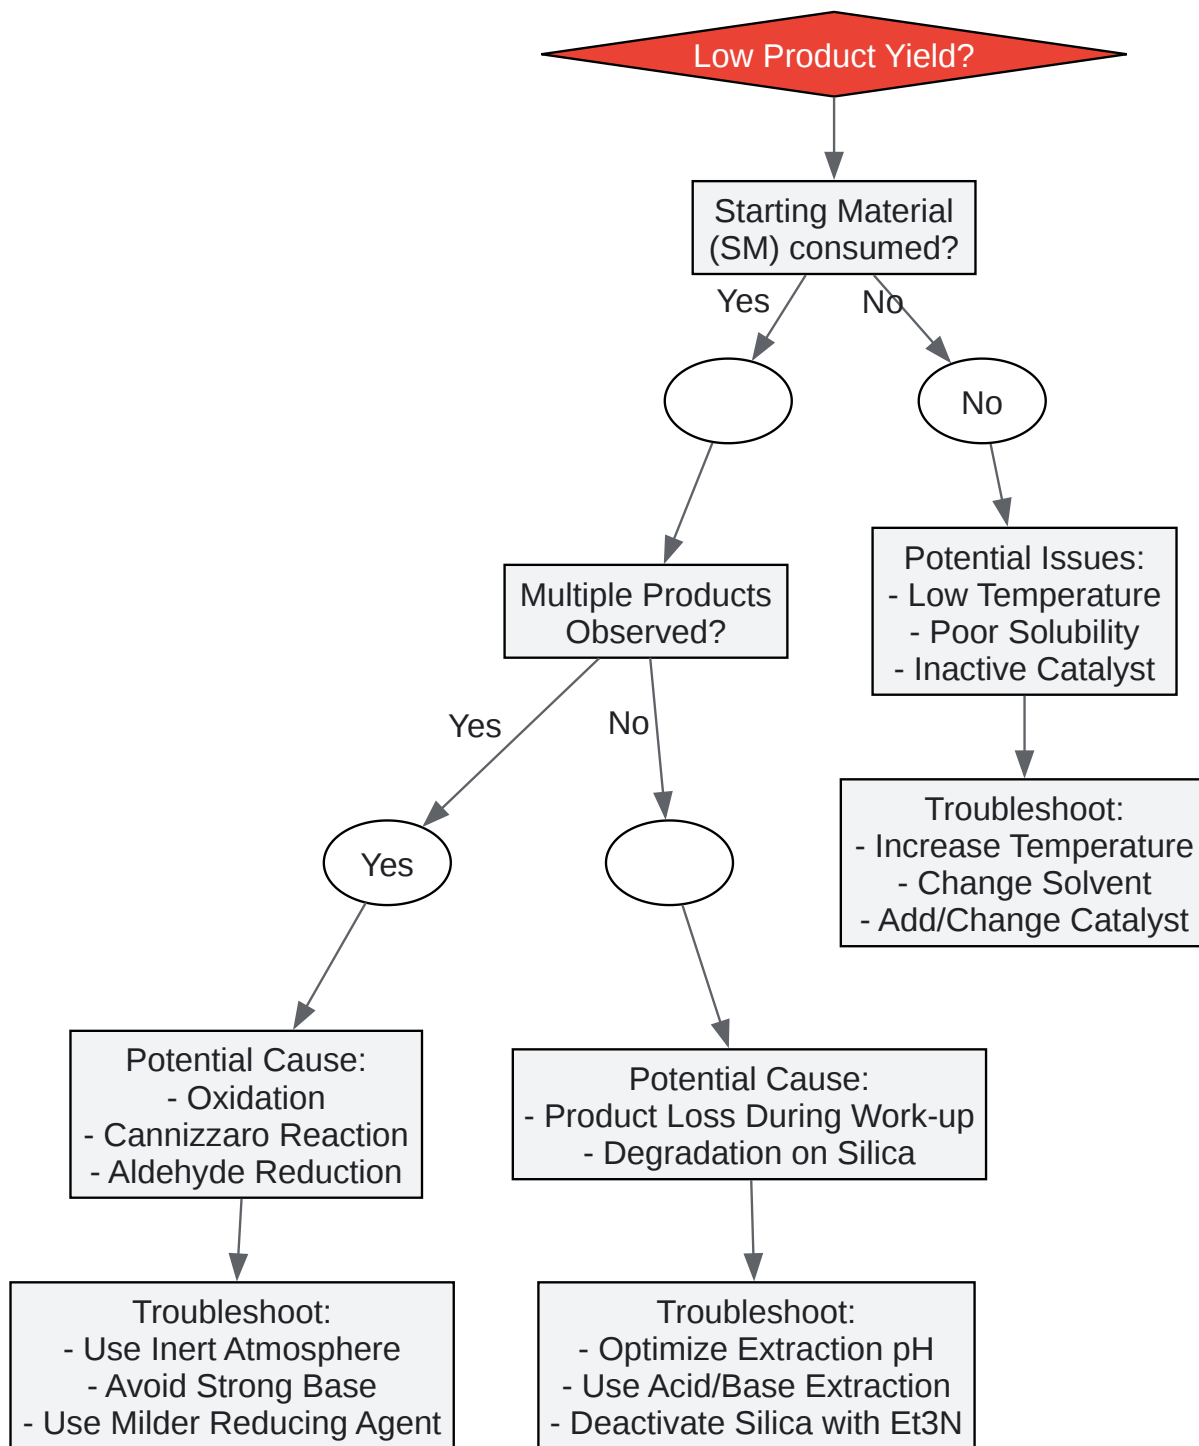 Low Product Yield?
Starting Material
(SM) consumed?
Yes
No
No
Potential Issues:
- Low Temperature
- Poor Solubility
- Inactive Catalyst
Multiple Products
Observed?
Yes
No
Troubleshoot:
- Increase Temperature
- Change Solvent
- Add/Change Catalyst
Yes
Potential Cause:
- Oxidation
- Cannizzaro Reaction
- Aldehyde Reduction
Potential Cause:
- Product Loss During Work-up
- Degradation on Silica
Troubleshoot:
- Use Inert Atmosphere
- Avoid Strong Base
- Use Milder Reducing Agent
Troubleshoot:
- Optimize Extraction pH
- Use Acid/Base Extraction
- Deactivate Silica with Et3N